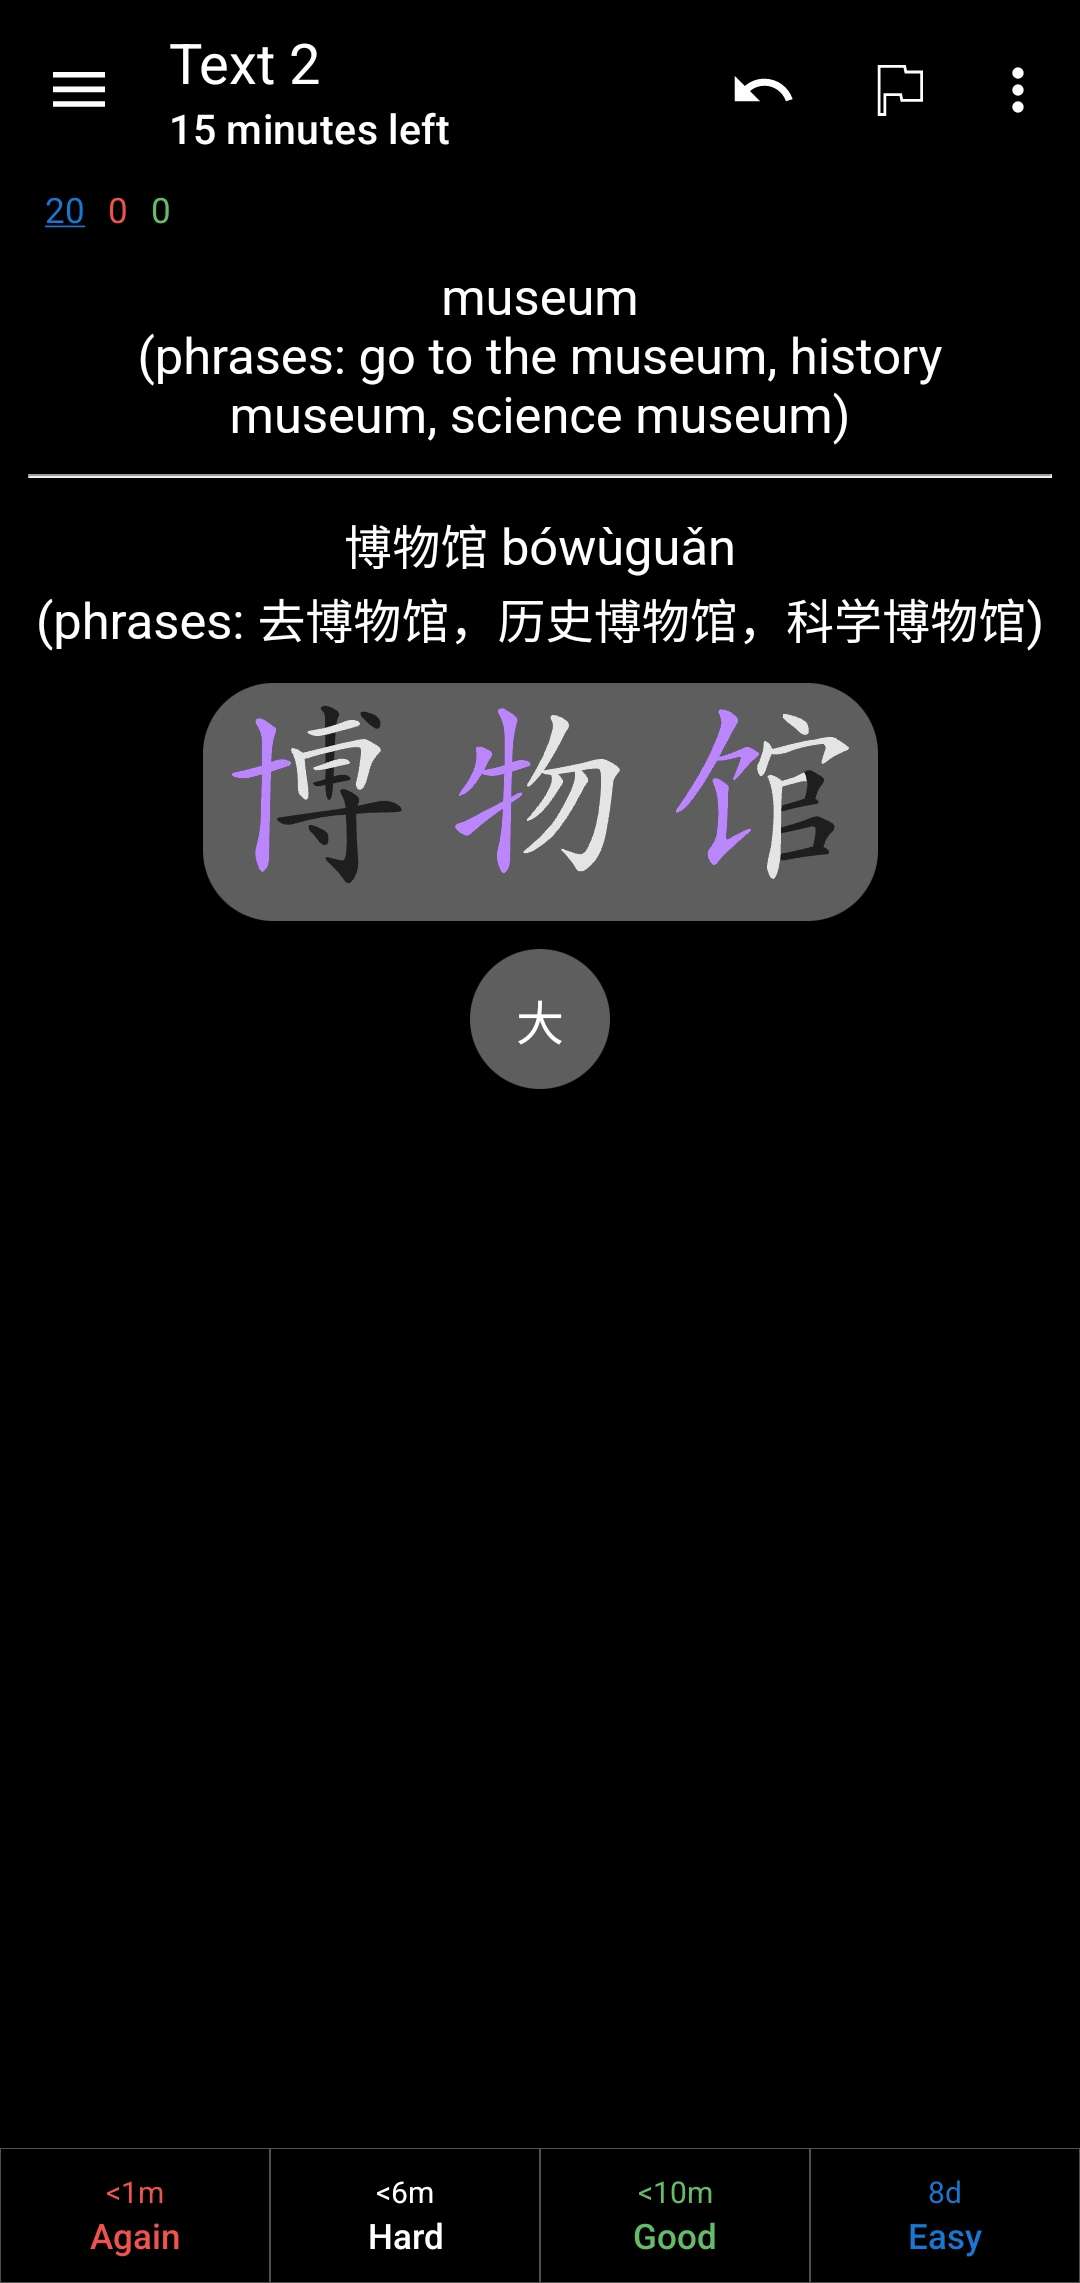 Text 2
15 minutes left
20 0 0
museum
(phrases: go to the museum, history
museum, science museum)
博物馆 bówùguǎn
(phrases: 去博物馆，历史博物馆，科学博物馆)
博物馆
大
<1m <6m <10m 8d
Again Hard Good Easy